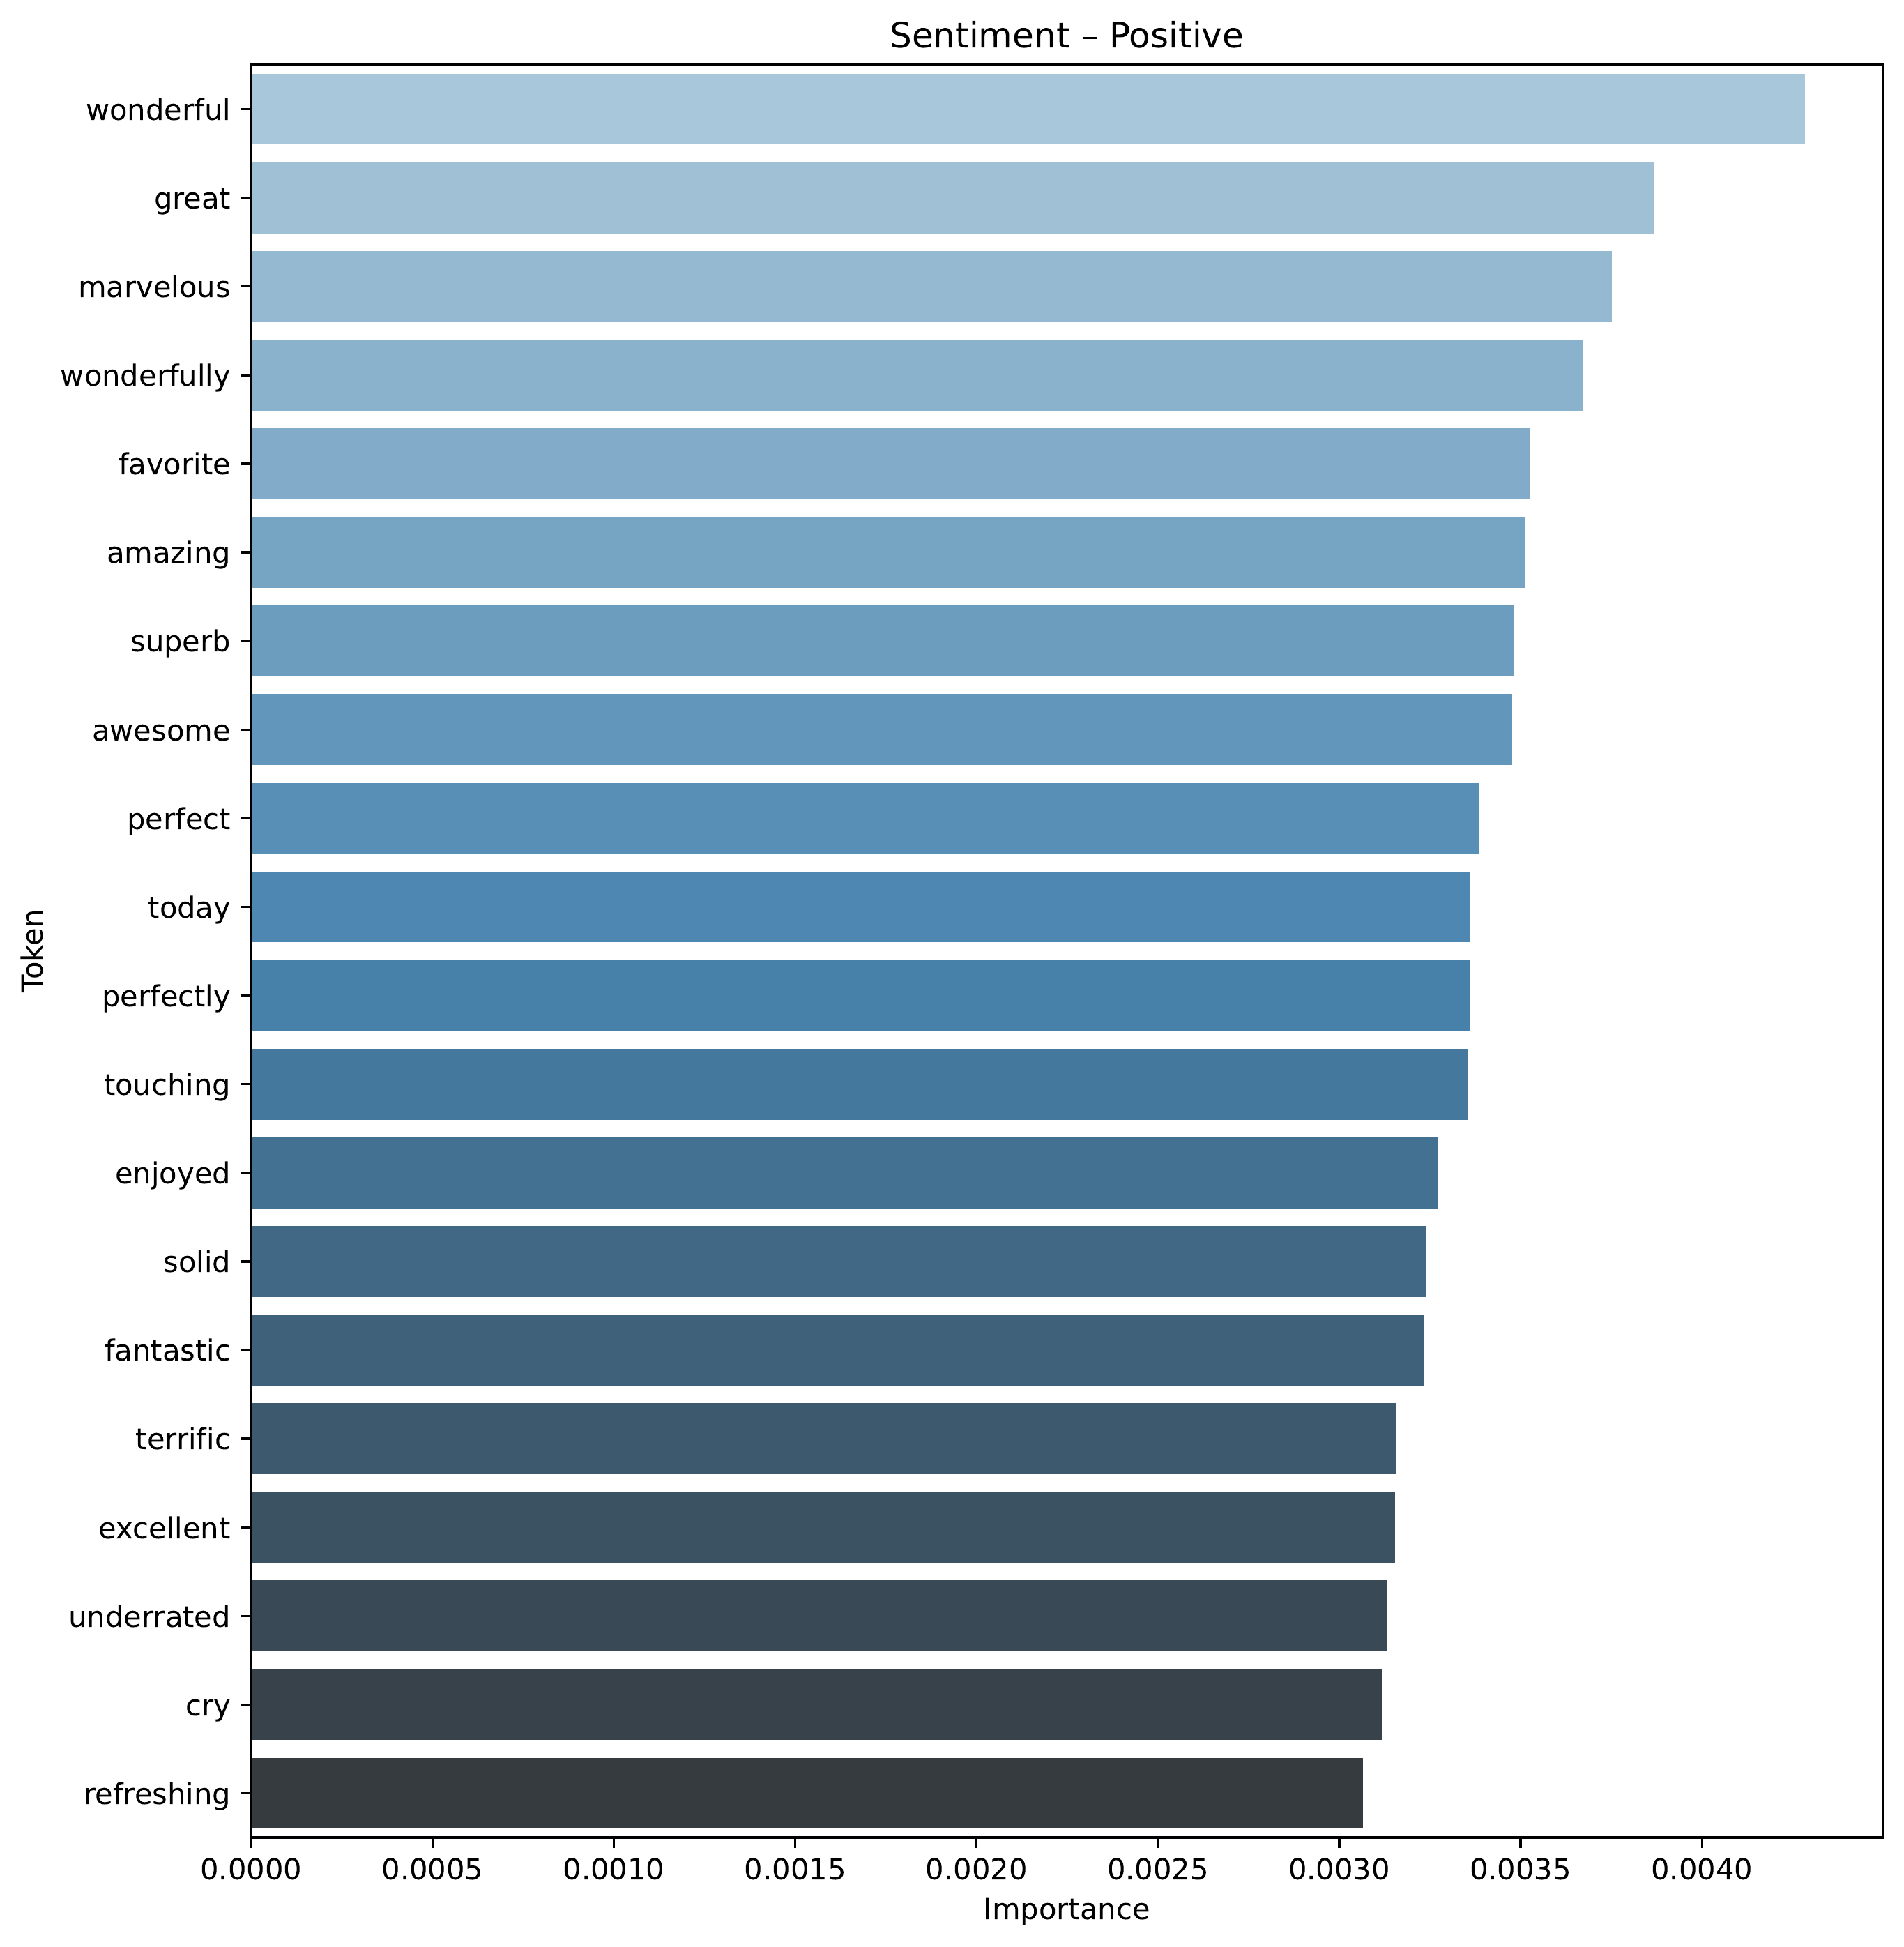 Sentiment – Positive
wonderful
great
marvelous
wonderfully
favorite
amazing
superb
awesome
perfect
today
perfectly
touching
enjoyed
solid
fantastic
terrific
excellent
underrated
cry
refreshing
Token
0.0000 0.0005 0.0010 0.0015 0.0020 0.0025 0.0030 0.0035 0.0040
Importance